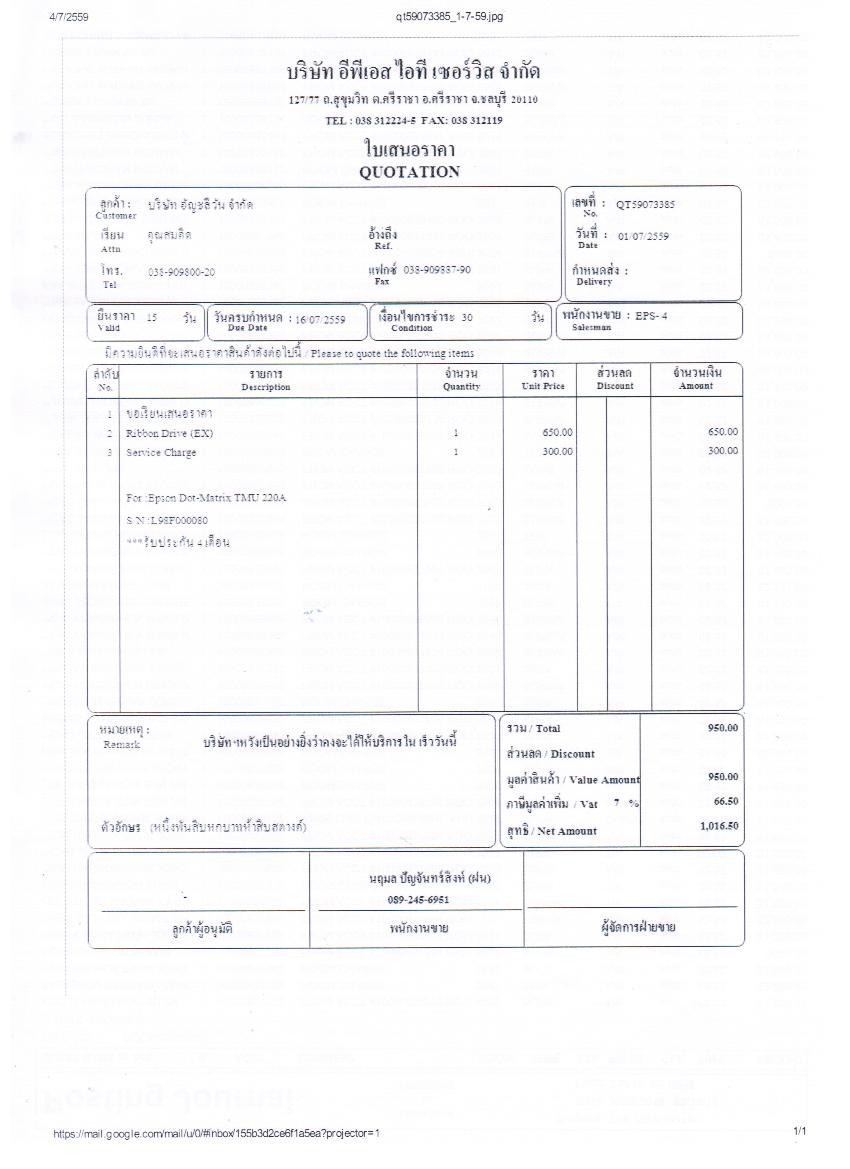 4/7/2559 qt59073385_1-7-59.jpg
บริษัท อีพีเอส ไอที เซอร์วิส จำกัด
127/77 ถ.สุขุมวิท ต.ศรีราชา อ.ศรีราชา จ.ชลบุรี 20110
TEL : 038 312224-5 FAX: 038 312119
ใบเสนอราคา
QUOTATION
ลูกค้า : บริษัท อัญะลิวัน จำกัด
Customer
เรียน คุณสมคิด อ้างถึง
Attn Ref.
โทร. 038-909800-20 แฟกซ์ 038-909887-90
Tel Fax
เลขที่ : QT59073385
No.
วันที่ : 01/07/2559
Date
กำหนดส่ง :
Delivery
ยืนราคา 15 วัน วันครบกำหนด : 16/07/2559 เงื่อนไขการชำระ 30 วัน พนักงานขาย : EPS- 4
Valid Due Date Condition Salesman
มีความยินดีที่จะเสนอราคาสินค้าดังต่อไปนี้ / Please to quote the following items
ลำดับ รายการ จำนวน ราคา ส่วนลด จำนวนเงิน
No. Description Quantity Unit Price Discount Amount
1 ขอเรียนเสนอราคา
2 Ribbon Drive (EX) 1 650.00 650.00
3 Service Charge 1 300.00 300.00
For :Epson Dot-Matrix TMU 220A
S/N :L98F000080
***รับประกัน 4 เดือน
หมายเหตุ :
Remark บริษัทฯหวังเป็นอย่างยิ่งว่าคงจะได้ให้บริการใน เร็ววันนี้
ตัวอักษร (หนึ่งพันสิบหกบาทห้าสิบสตางค์)
รวม / Total 950.00
ส่วนลด / Discount
มูลค่าสินค้า / Value Amount 950.00
ภาษีมูลค่าเพิ่ม / Vat 7 % 66.50
สุทธิ / Net Amount 1,016.50
นฤมล ปัญจันทร์สิงห์ (ฝน)
- 089-245-6951
ลูกค้าผู้อนุมัติ พนักงานขาย ผู้จัดการฝ่ายขาย
https://mail.google.com/mail/u/0/#inbox/155b3d2ce6f1a5ea?projector=1 1/1